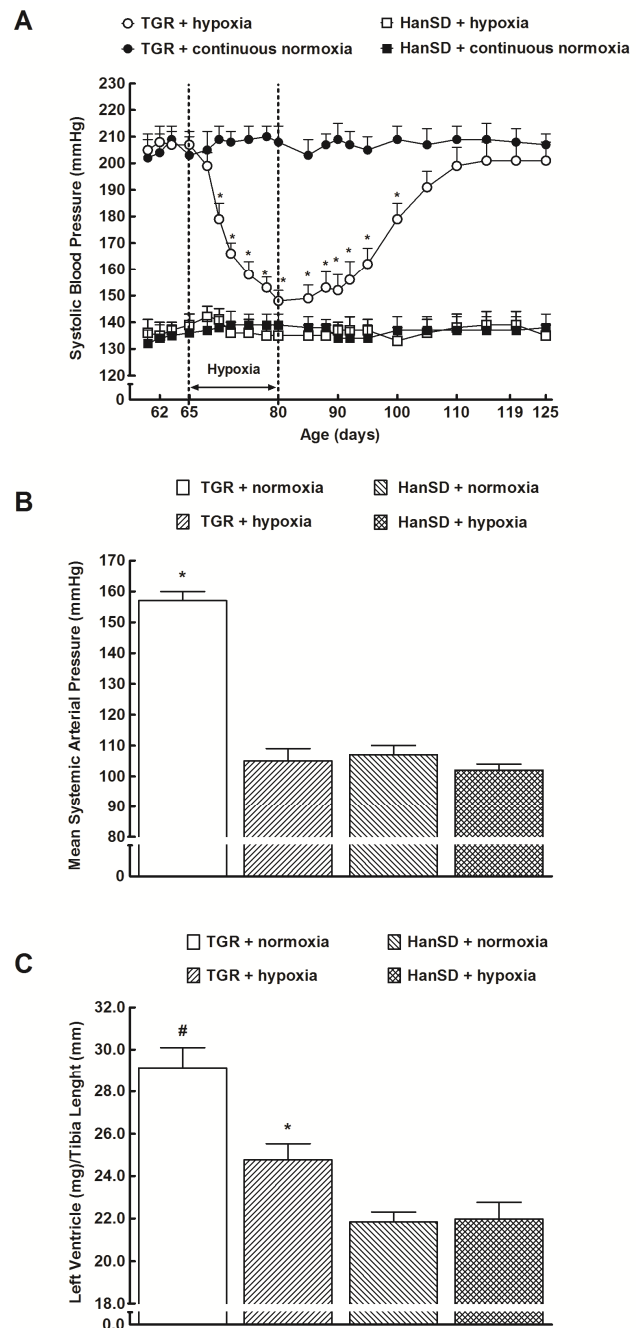 A
TGR + hypoxia
HanSD + hypoxia
TGR + continuous normoxia
HanSD + continuous normoxia
Systolic Blood Pressure (mmHg)
230
220
210
200
190
180
170
160
150
140
130
120
0
* * * * * * * * * * * *
Hypoxia
62 65 80 90 100 110 119 125
Age (days)
B
TGR + normoxia
HanSD + normoxia
TGR + hypoxia
HanSD + hypoxia
Mean Systemic Arterial Pressure (mmHg)
170
160
150
140
130
120
110
100
90
80
0
*
C
TGR + normoxia
HanSD + normoxia
TGR + hypoxia
HanSD + hypoxia
Left Ventricle (mg)/Tibia Lenght (mm)
32.0
30.0
28.0
26.0
24.0
22.0
20.0
18.0
0.0
#
*